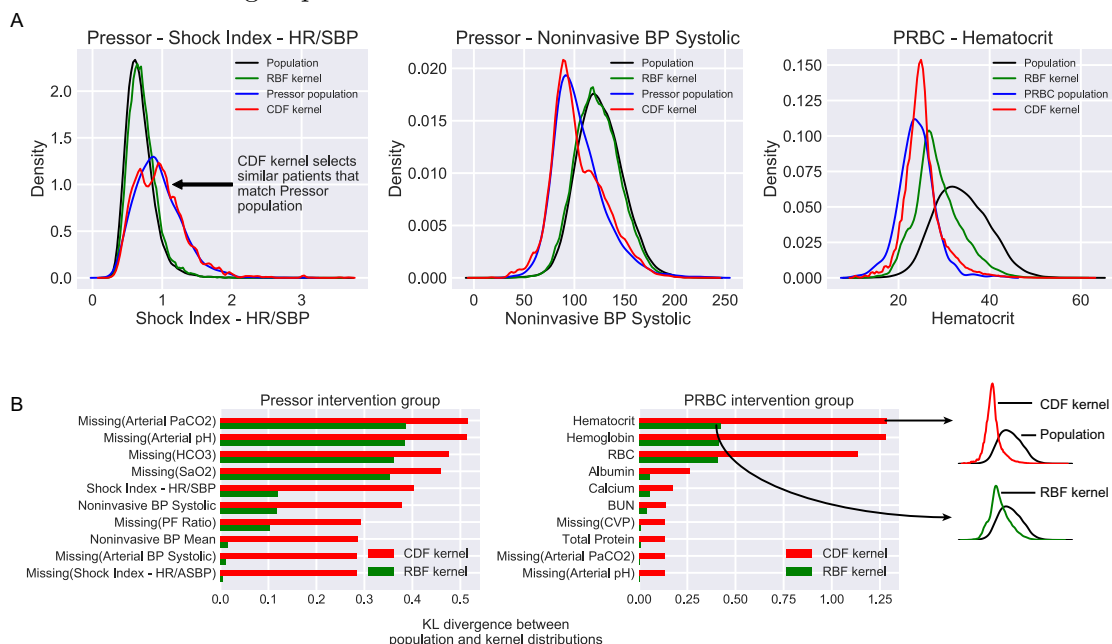 A
Pressor - Shock Index - HR/SBP
Population
RBF kernel
Pressor population
CDF kernel
CDF kernel selects
similar patients that
match Pressor
population
Density
2.0
1.5
1.0
0.5
0.0
0
1
2
3
Shock Index - HR/SBP
Pressor - Noninvasive BP Systolic
Population
RBF kernel
Pressor population
CDF kernel
Density
0.020
0.015
0.010
0.005
0.000
0
50
100
150
200
250
Noninvasive BP Systolic
PRBC - Hematocrit
Population
RBF kernel
PRBC population
CDF kernel
Density
0.150
0.125
0.100
0.075
0.050
0.025
0.000
20
40
60
Hematocrit
B
Pressor intervention group
Missing(Arterial PaCO2)
Missing(Arterial pH)
Missing(HCO3)
Missing(SaO2)
Shock Index - HR/SBP
Noninvasive BP Systolic
Missing(PF Ratio)
Noninvasive BP Mean
Missing(Arterial BP Systolic)
Missing(Shock Index - HR/ASBP)
CDF kernel
RBF kernel
0.0
0.1
0.2
0.3
0.4
0.5
PRBC intervention group
Hematocrit
Hemoglobin
RBC
Albumin
Calcium
BUN
Missing(CVP)
Total Protein
Missing(Arterial PaCO2)
Missing(Arterial pH)
CDF kernel
RBF kernel
0.00
0.25
0.50
0.75
1.00
1.25
CDF kernel
Population
RBF kernel
KL divergence between
population and kernel distributions